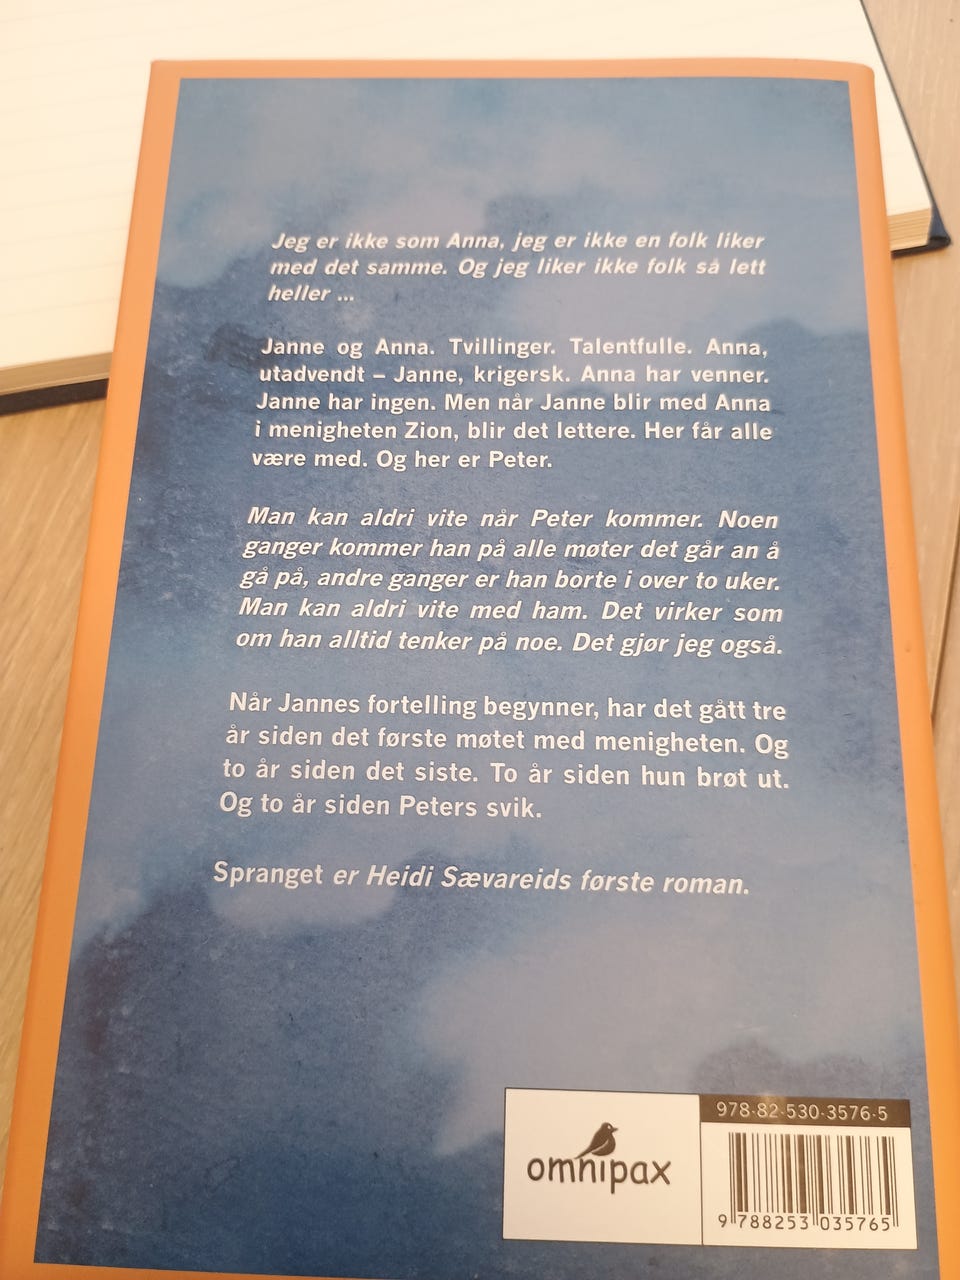 Jeg er ikke som Anna, jeg er ikke en folk liker
med det samme. Og jeg liker ikke folk så lett
heller ...
Janne og Anna. Tvillinger. Talentfulle. Anna,
utadvendt – Janne, krigersk. Anna har venner.
Janne har ingen. Men når Janne blir med Anna
i menigheten Zion, blir det lettere. Her får alle
være med. Og her er Peter.
Man kan aldri vite når Peter kommer. Noen
ganger kommer han på alle møter det går an å
gå på, andre ganger er han borte i over to uker.
Man kan aldri vite med ham. Det virker som
om han alltid tenker på noe. Det gjør jeg også.
Når Jannes fortelling begynner, har det gått tre
år siden det første møtet med menigheten. Og
to år siden det siste. To år siden hun brøt ut.
Og to år siden Peters svik.
Spranget er Heidi Sævareids første roman.
978-82-530-3576-5
omnipax
9 788253 035765